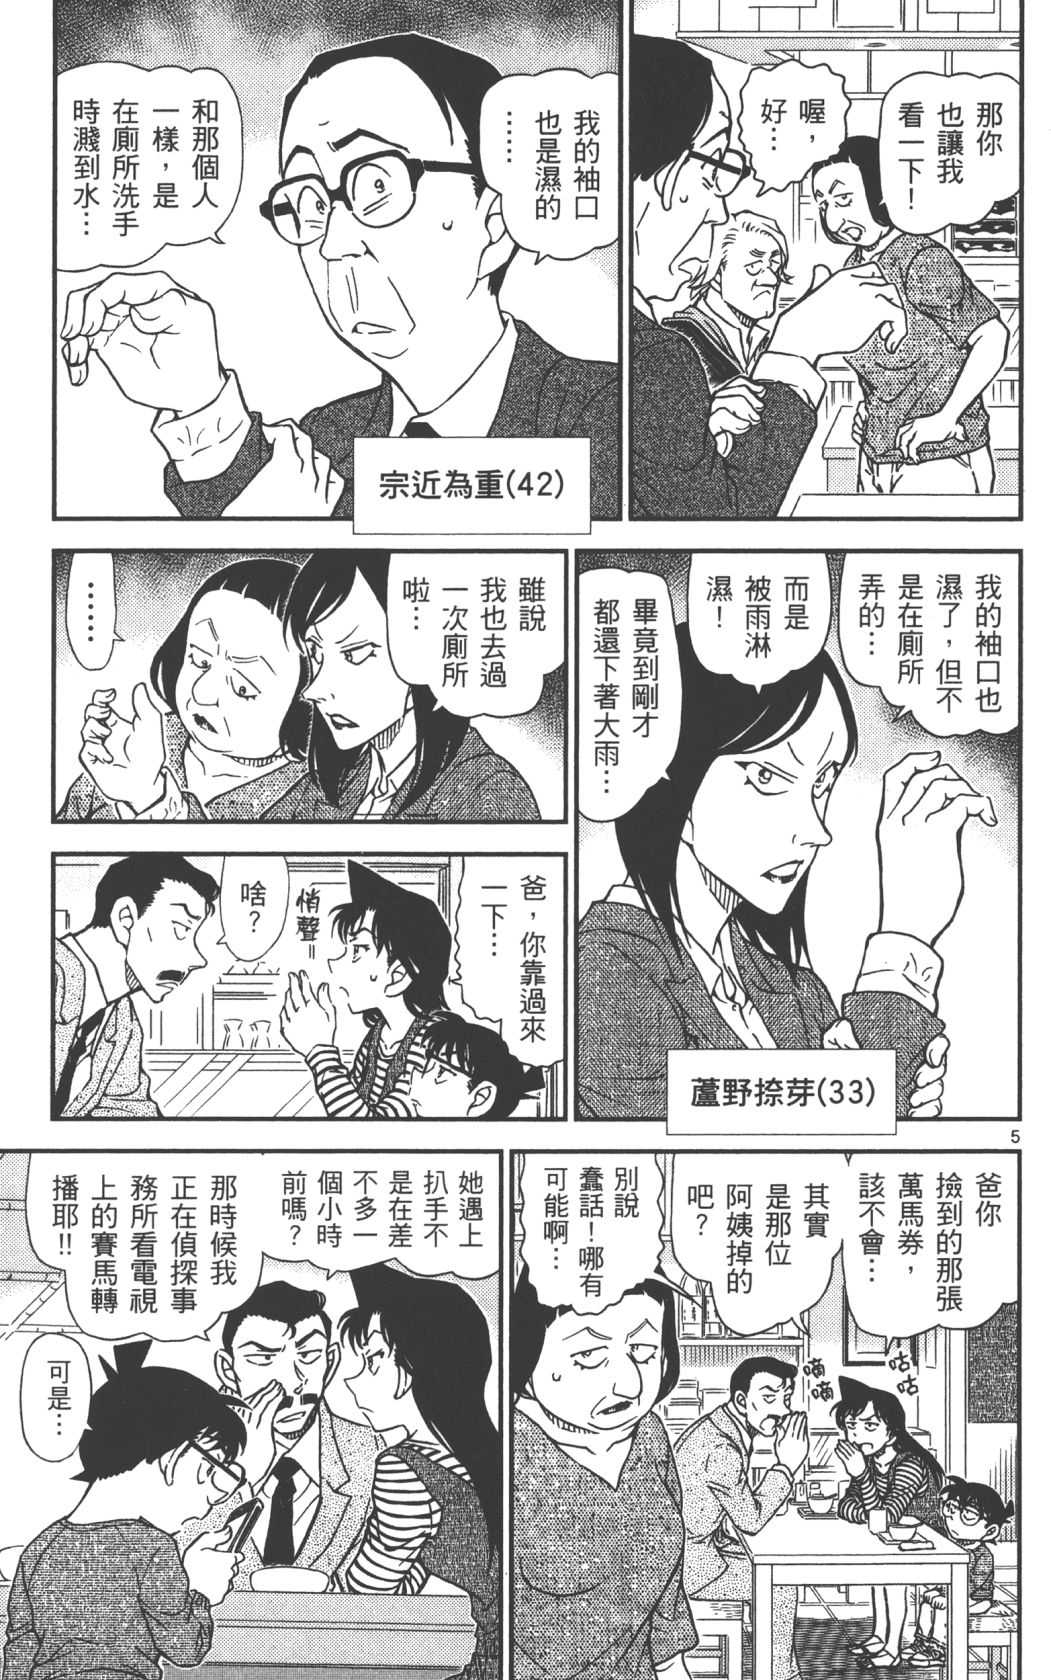 那你
也讓我
看一下！
喔，
好…
我的袖口
也是濕的
……
和那個人
一樣，是
在廁所洗手
時濺到水…
宗近為重(42)
我的袖口也
濕了，但不
是在廁所
弄的…
而是
被雨淋
濕！
畢竟到剛才
都還下著大雨…
蘆野捺芽(33)
雖說
我也去過
一次廁所
啦…
……
爸，你靠過來
一下…
悄聲
啥？
5
爸你
撿到的那張
萬馬券，
該不會…
其實
是那位
阿姨掉的
吧？
咕咕
嘀嘀
別說
蠢話！哪有
可能啊…
她遇上
扒手不
是在差
不多一
個小時
前嗎？
那時候我
正在偵探事
務所看電視
上的賽馬轉
播耶!!
可是…